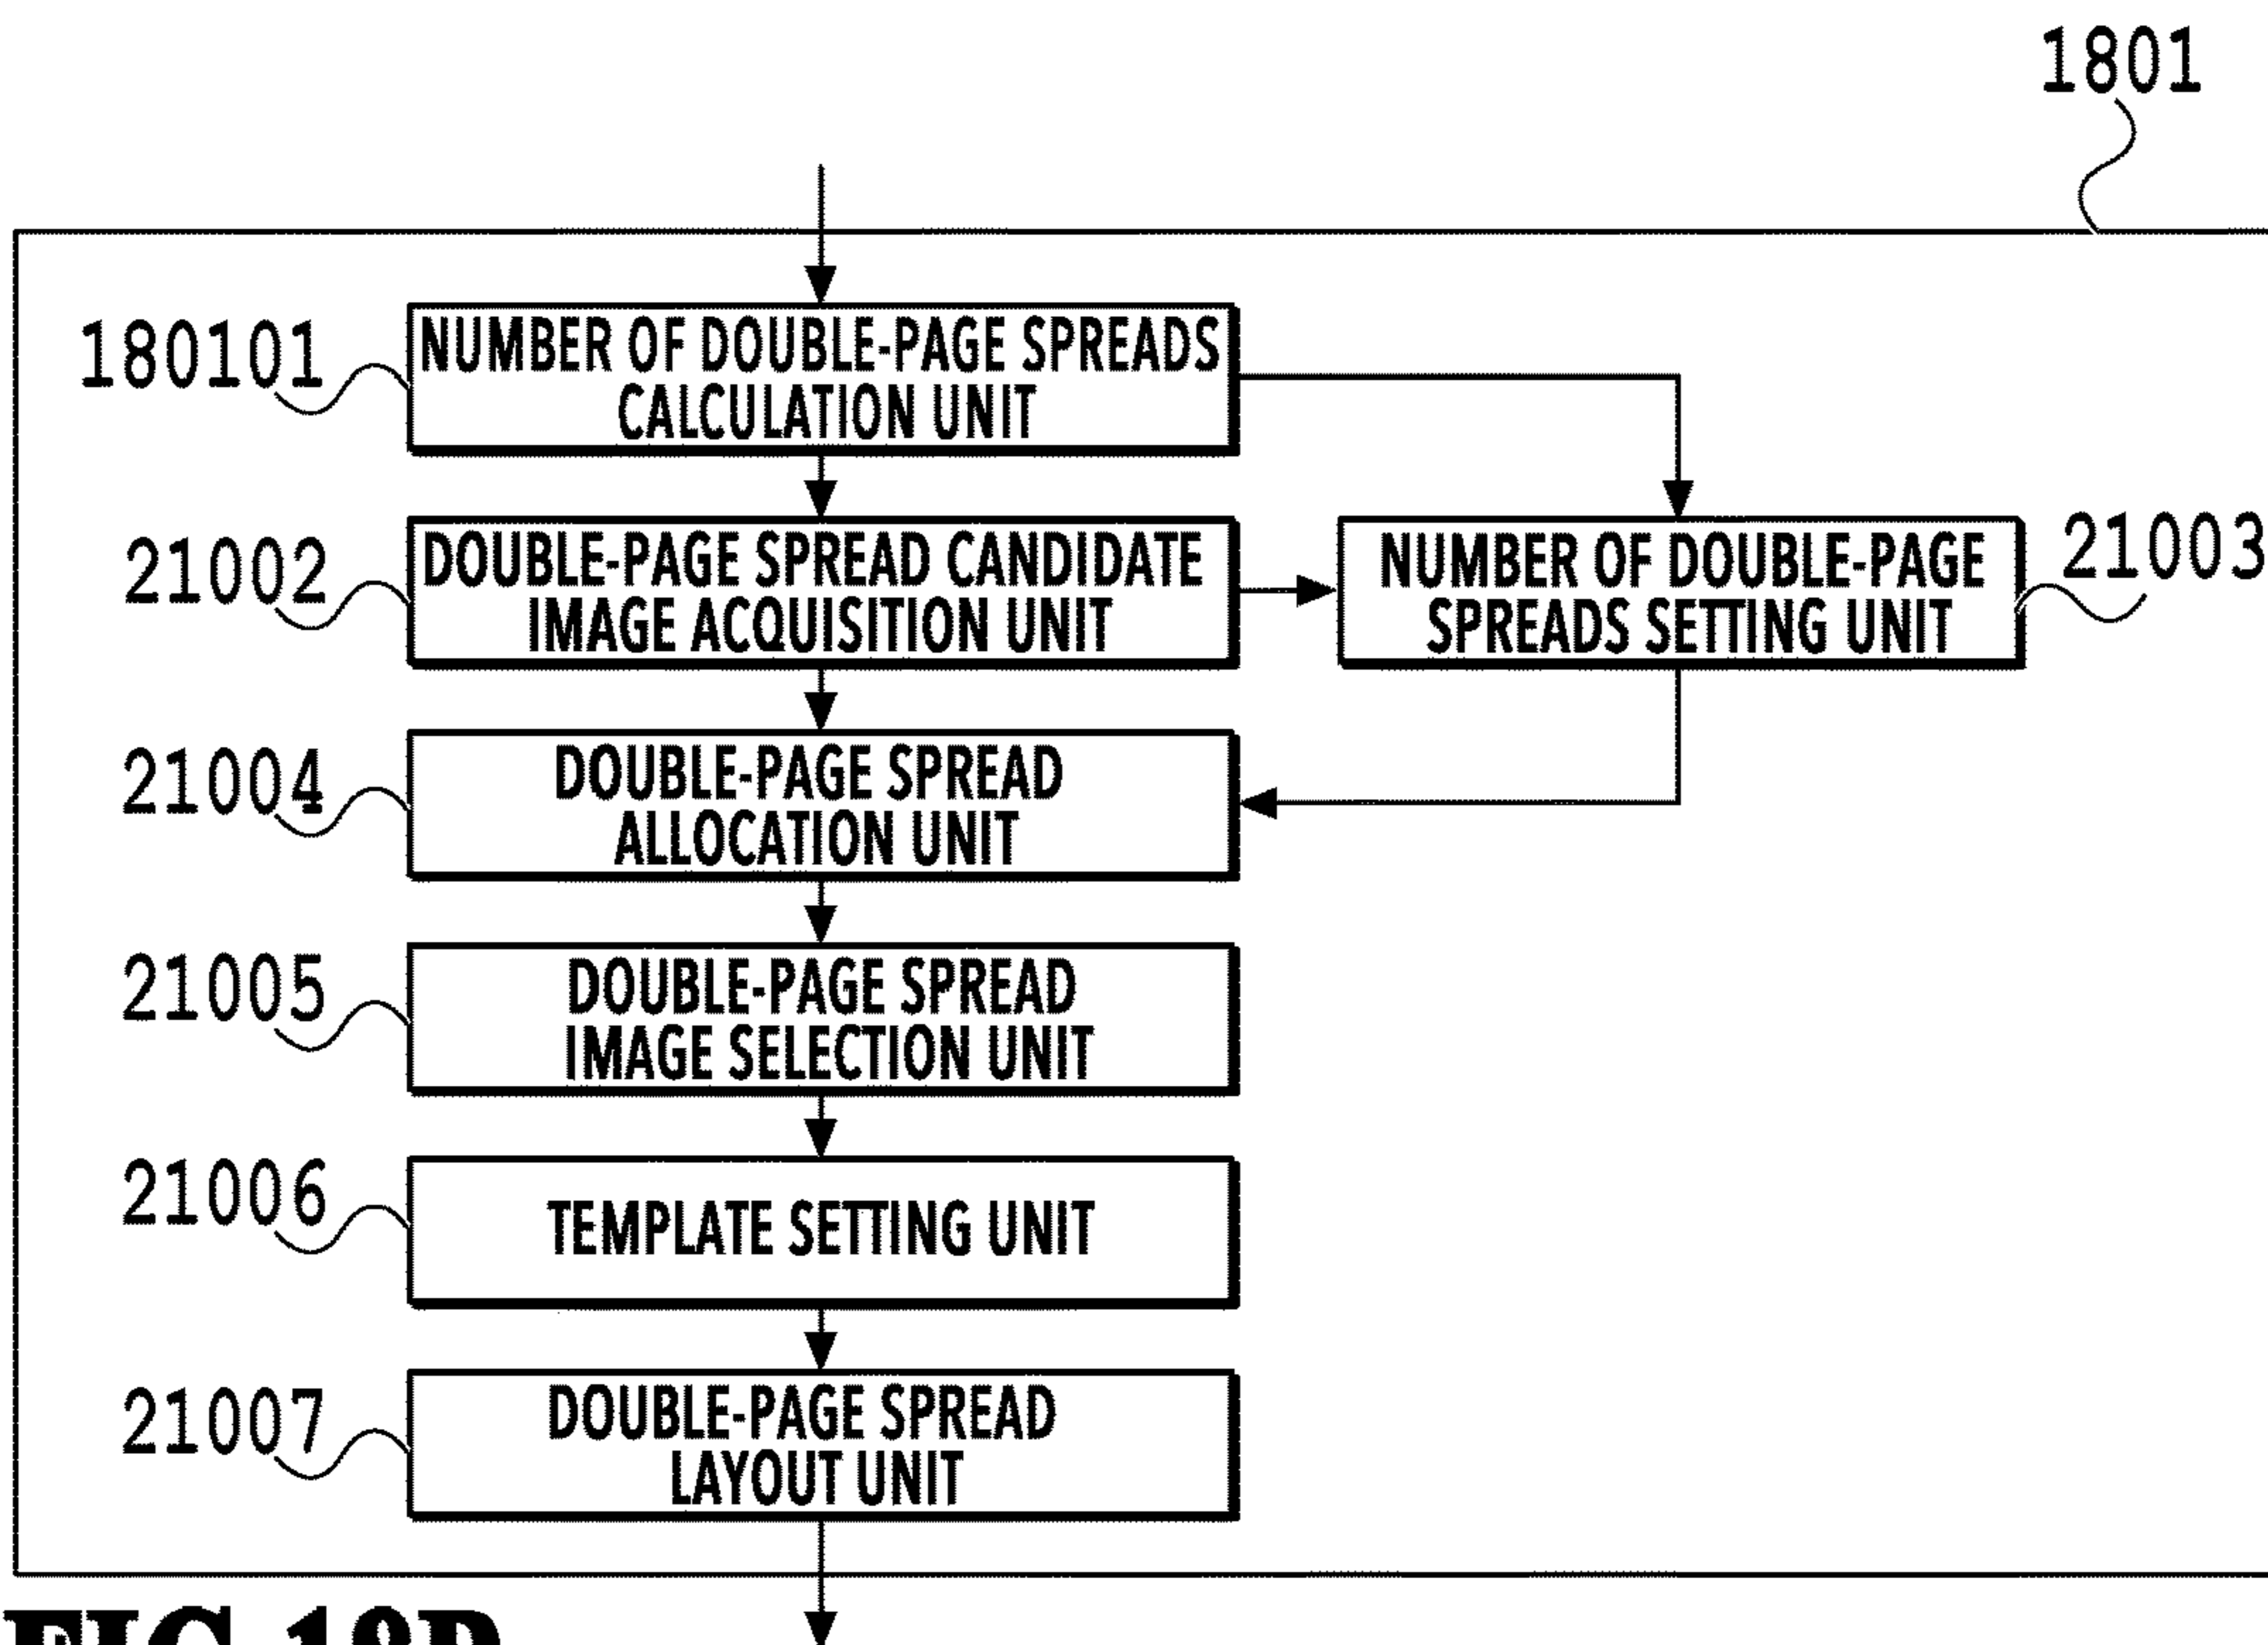 1801
180101
NUMBER OF DOUBLE-PAGE SPREADS
CALCULATION UNIT
21002
DOUBLE-PAGE SPREAD CANDIDATE
IMAGE ACQUISITION UNIT
NUMBER OF DOUBLE-PAGE
SPREADS SETTING UNIT
21003
21004
DOUBLE-PAGE SPREAD
ALLOCATION UNIT
21005
DOUBLE-PAGE SPREAD
IMAGE SELECTION UNIT
21006
TEMPLATE SETTING UNIT
21007
DOUBLE-PAGE SPREAD
LAYOUT UNIT